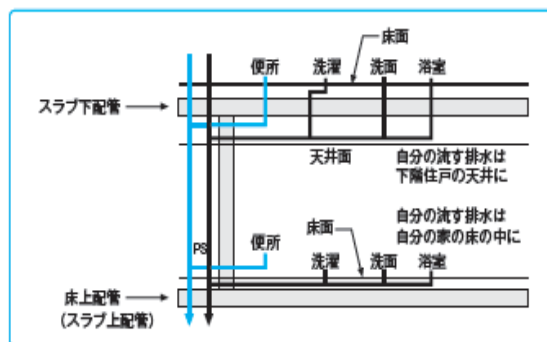 床面
便所
洗濯
洗面
浴室
スラブ下配管
天井面
自分の流す排水は
下階住戸の天井に
自分の流す排水は
自分の家の床の中に
床面
PS
便所
洗濯
洗面
浴室
床上配管
(スラブ上配管)